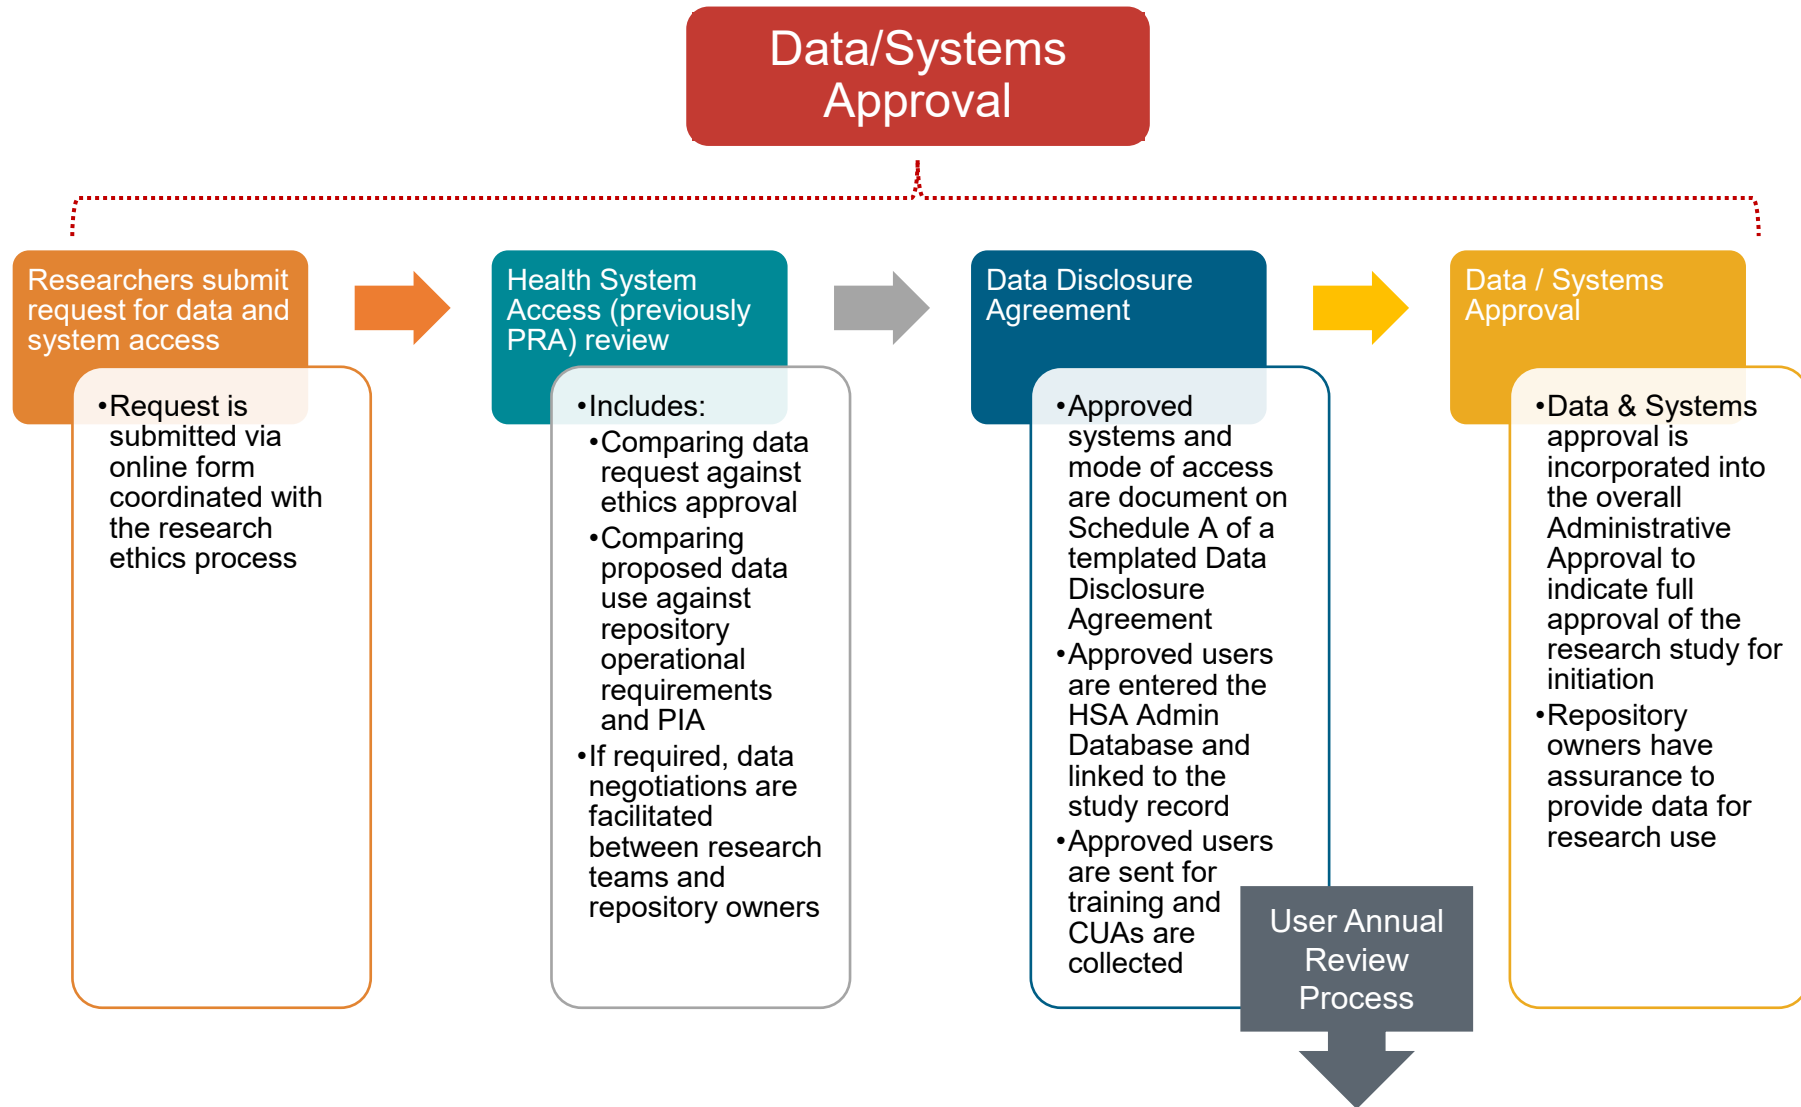 Data/Systems
Approval
Researchers submit
request for data and
system access
•Request is
submitted via
online form
coordinated with
the research
ethics process
Health System
Access (previously
PRA) review
•Includes:
•Comparing data
request against
ethics approval
•Comparing
proposed data
use against
repository
operational
requirements
and PIA
•If required, data
negotiations are
facilitated
between research
teams and
repository owners
Data Disclosure
Agreement
•Approved
systems and
mode of access
are document on
Schedule A of a
templated Data
Disclosure
Agreement
•Approved users
are entered the
HSA Admin
Database and
linked to the
study record
•Approved users
are sent for
training and
CUAs are
collected
User Annual
Review
Process
Data / Systems
Approval
•Data & Systems
approval is
incorporated into
the overall
Administrative
Approval to
indicate full
approval of the
research study for
initiation
•Repository
owners have
assurance to
provide data for
research use